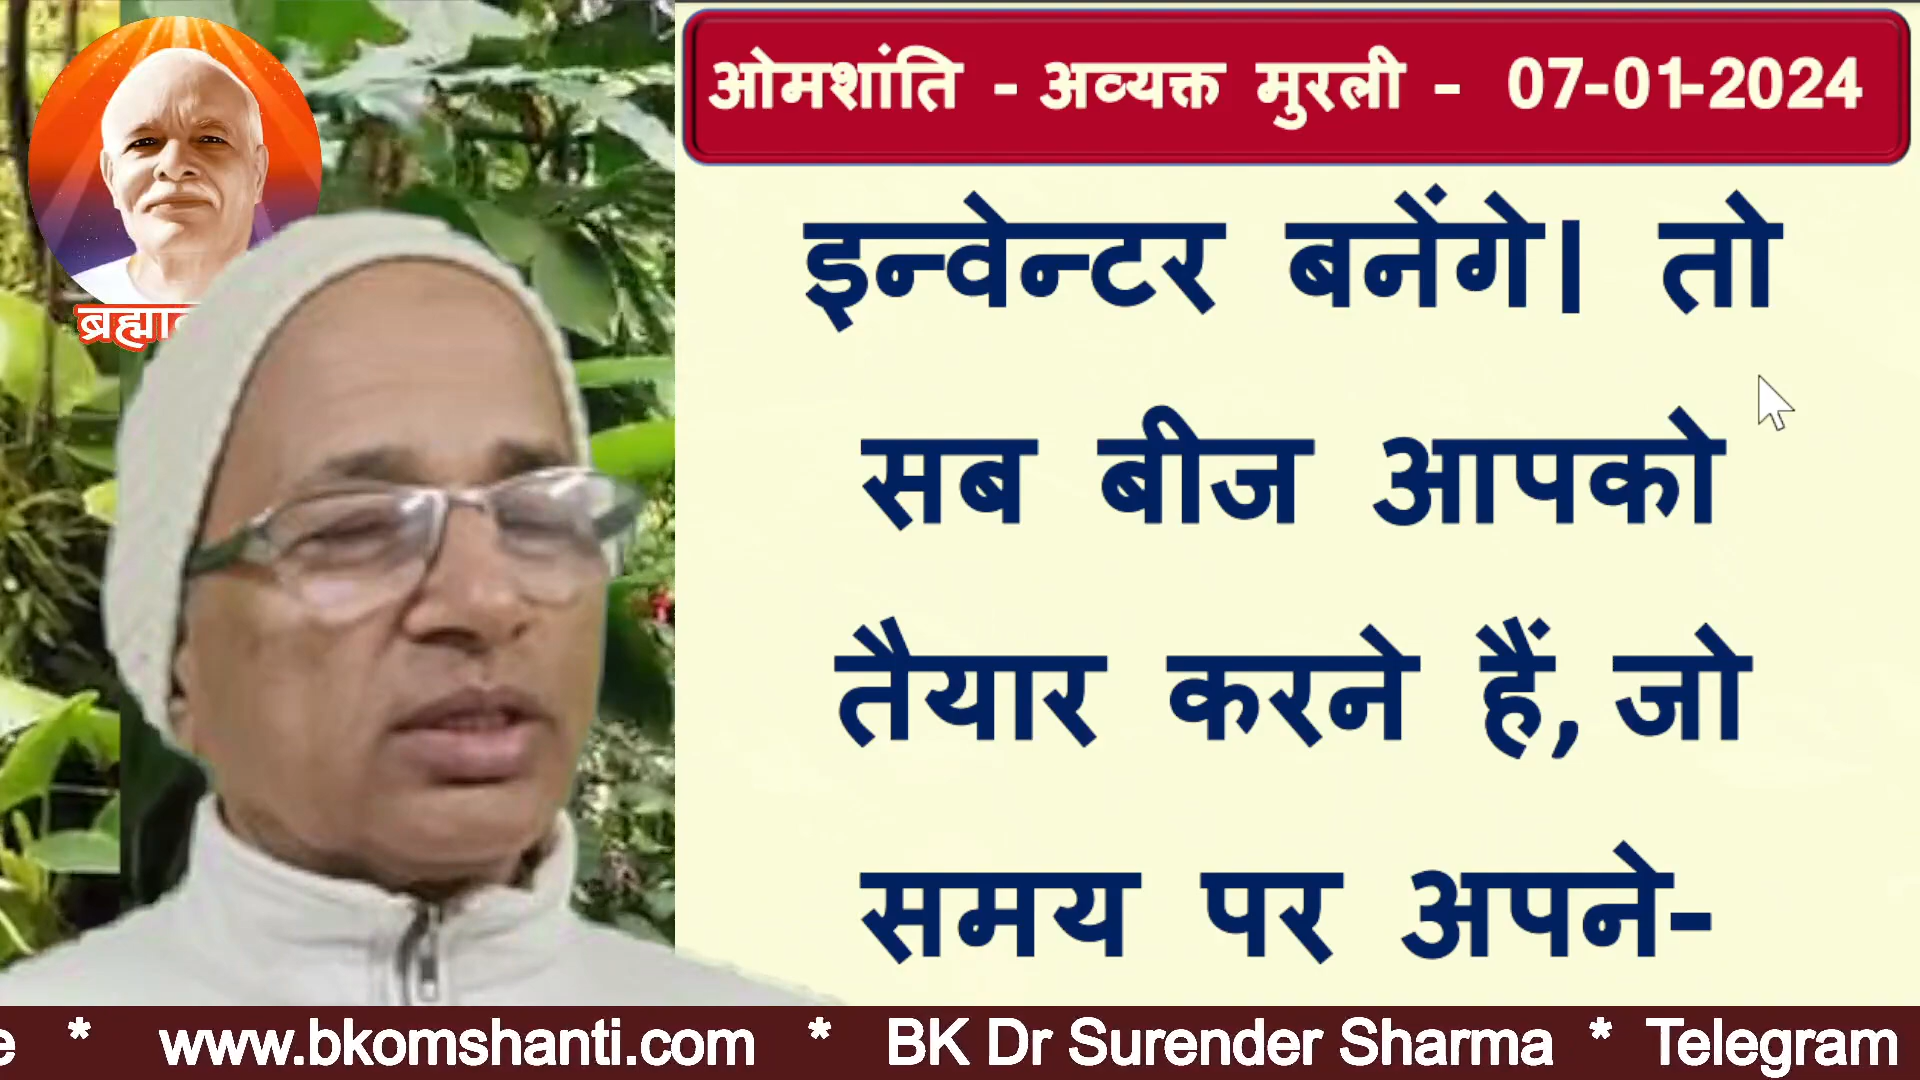 ओमशांति - अव्यक्त मुरली - 07-01-2024
इन्वेन्टर बनेंगे। तो
सब बीज आपको
तैयार करने हैं, जो
समय पर अपने-
e * www.bkomshanti.com * BK Dr Surender Sharma * Telegram